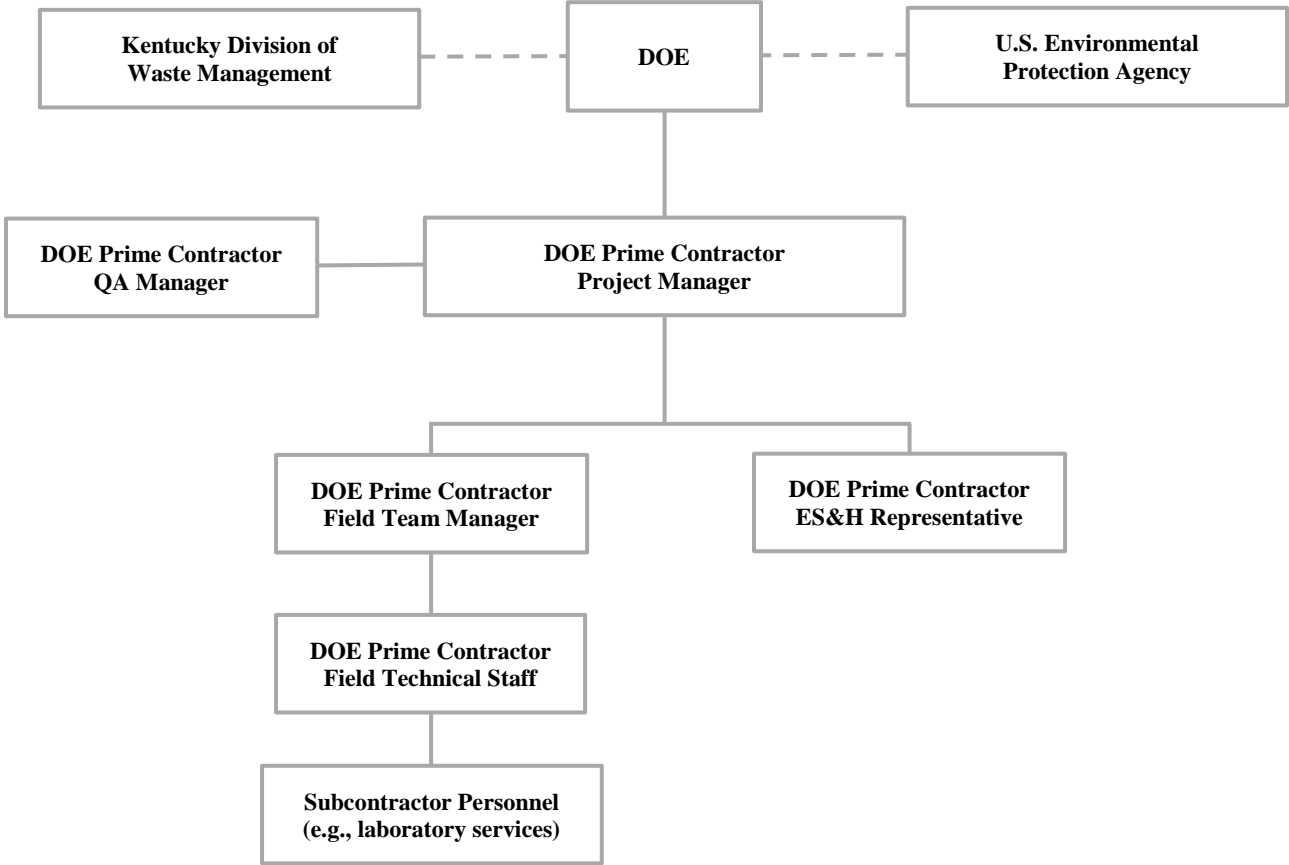 Kentucky Division of
Waste Management
DOE
U.S. Environmental
Protection Agency
DOE Prime Contractor
QA Manager
DOE Prime Contractor
Project Manager
DOE Prime Contractor
Field Team Manager
DOE Prime Contractor
ES&H Representative
DOE Prime Contractor
Field Technical Staff
Subcontractor Personnel
(e.g., laboratory services)